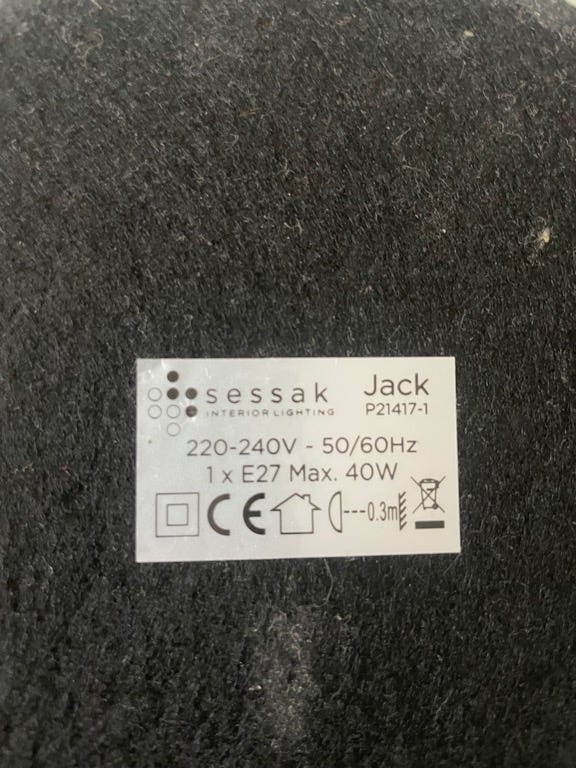 sessak
INTERIOR LIGHTING
Jack
P21417-1
220-240V - 50/60Hz
1 x E27 Max. 40W
CE
0.3m